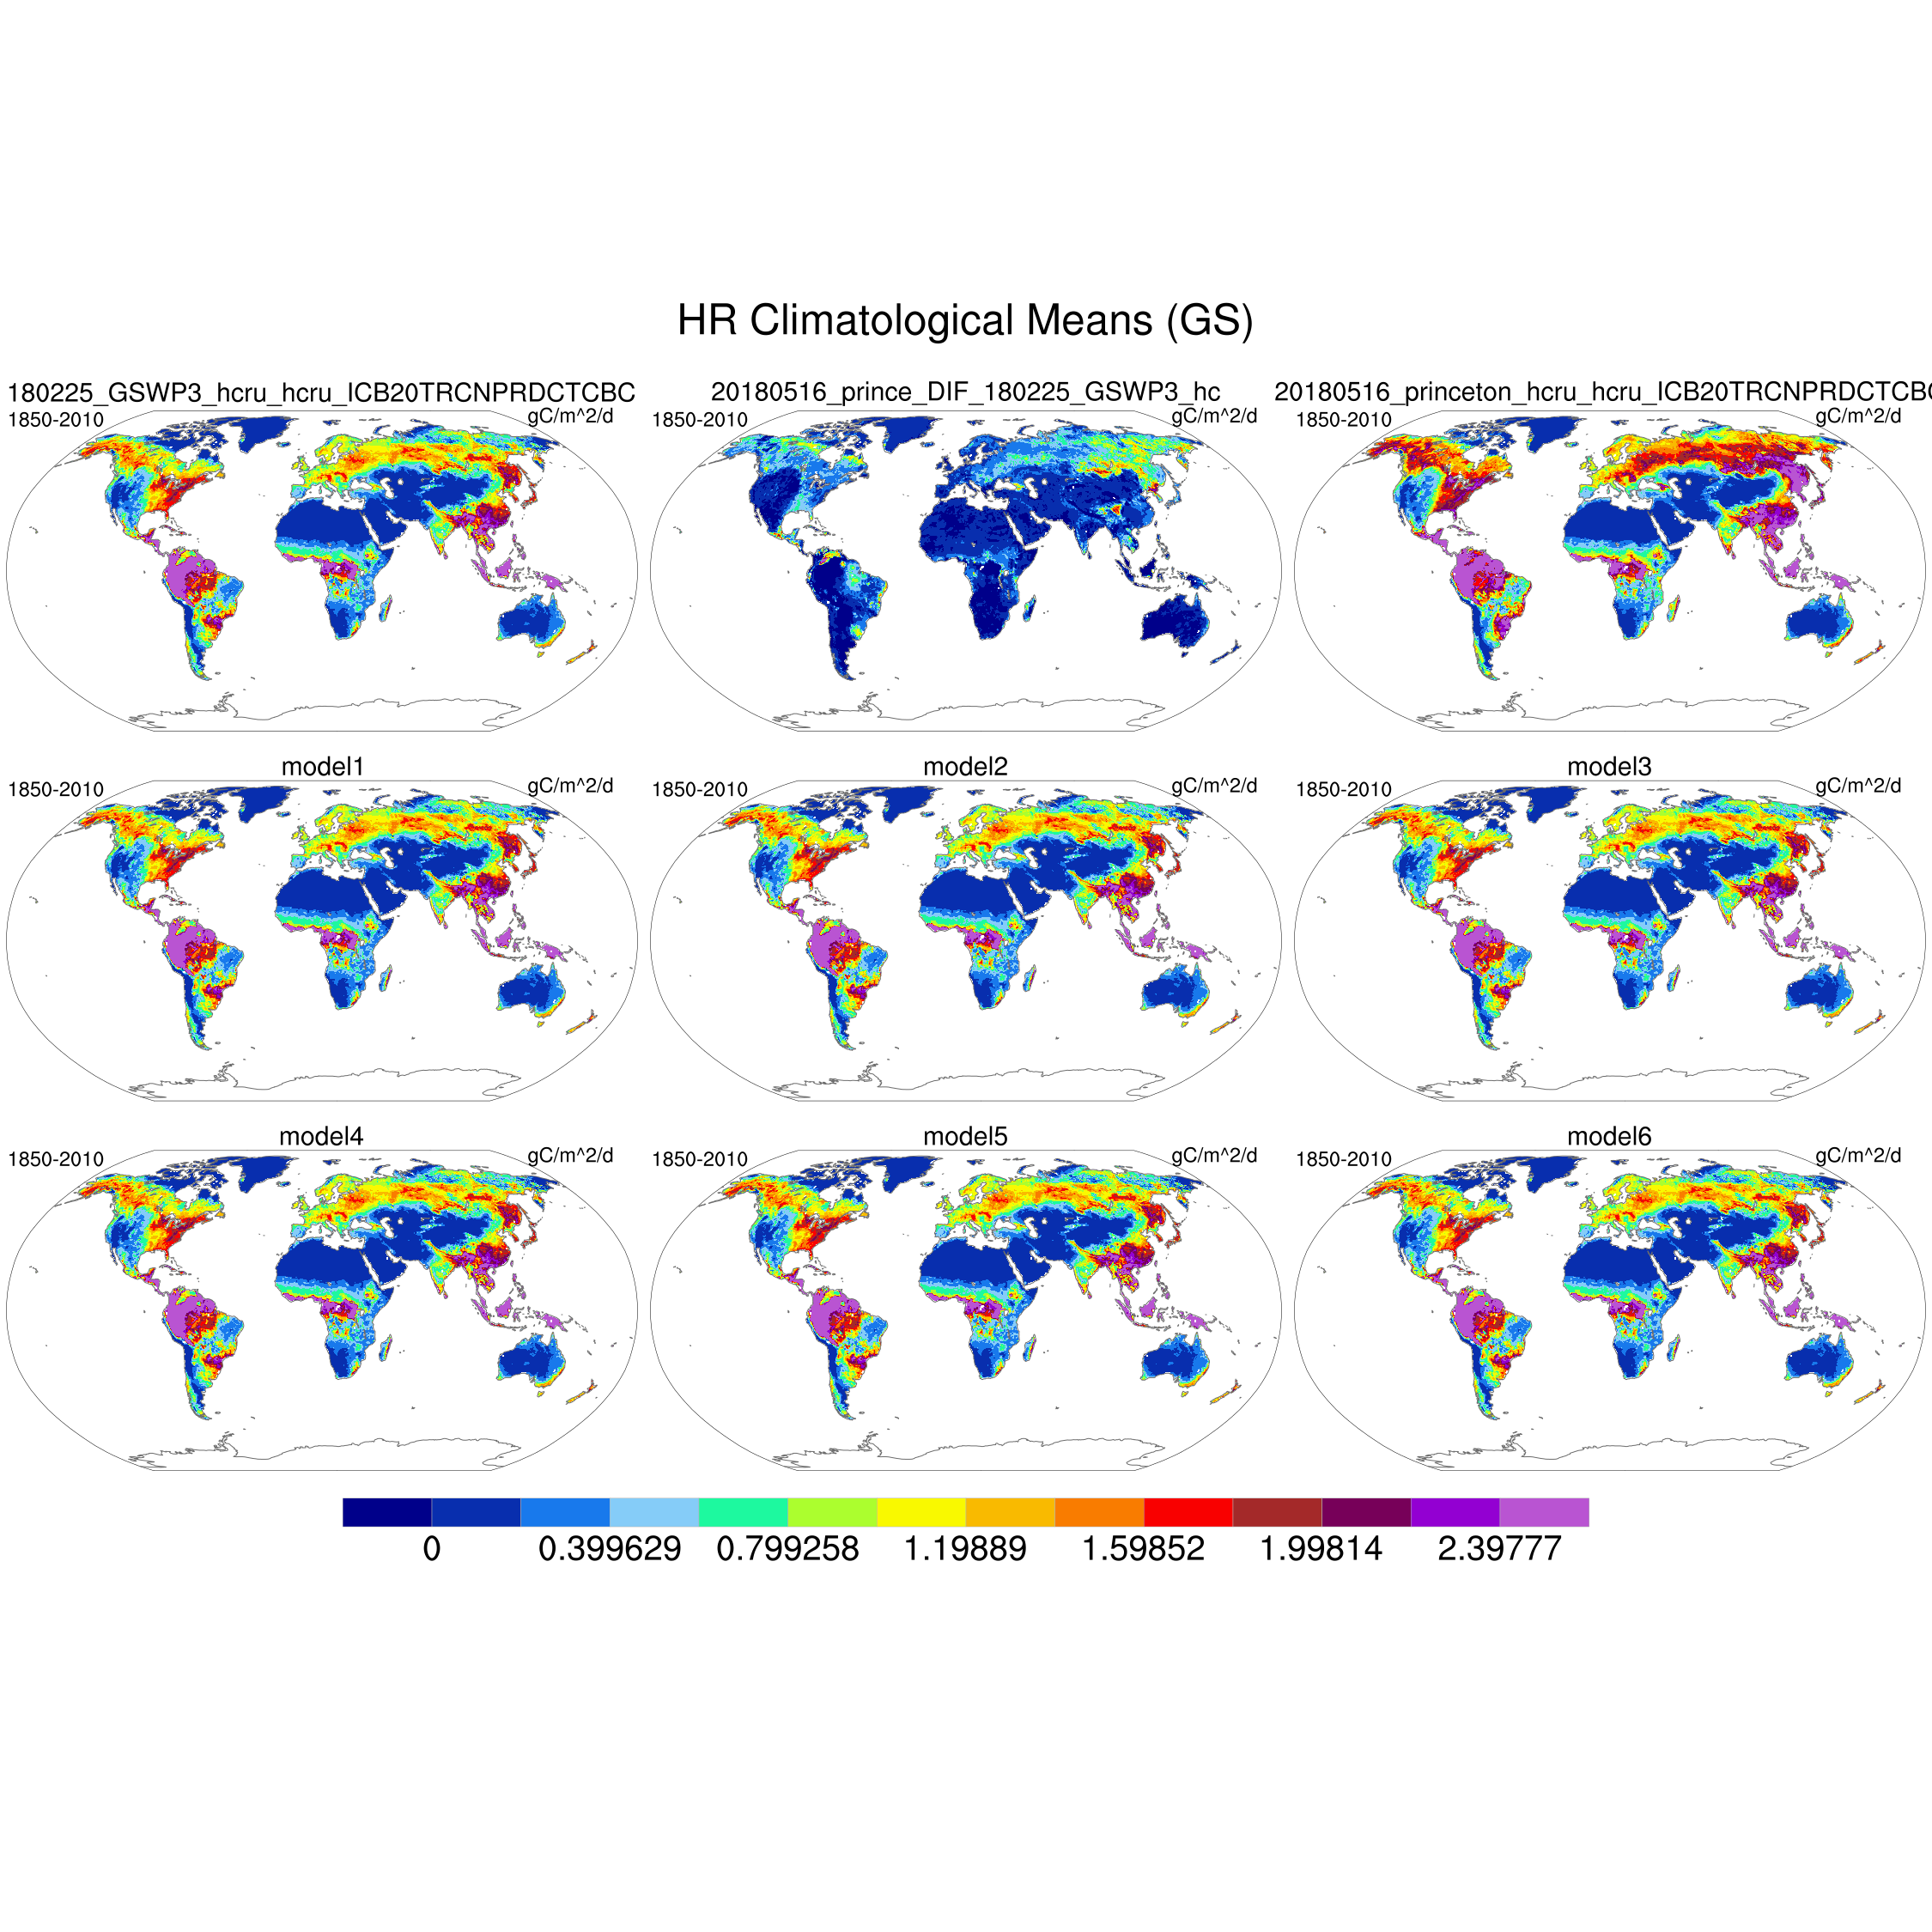 HR Climatological Means (GS)
180225_GSWP3_hcru_hcru_ICB20TRCNPRDCTCBC
1850-2010
gC/m^2/d
20180516_prince_DIF_180225_GSWP3_hc
1850-2010
gC/m^2/d
20180516_princeton_hcru_hcru_ICB20TRCNPRDCTCBC
1850-2010
gC/m^2/d
model1
1850-2010
gC/m^2/d
model2
1850-2010
gC/m^2/d
model3
1850-2010
gC/m^2/d
model4
1850-2010
gC/m^2/d
model5
1850-2010
gC/m^2/d
model6
1850-2010
gC/m^2/d
0 0.399629 0.799258 1.19889 1.59852 1.99814 2.39777